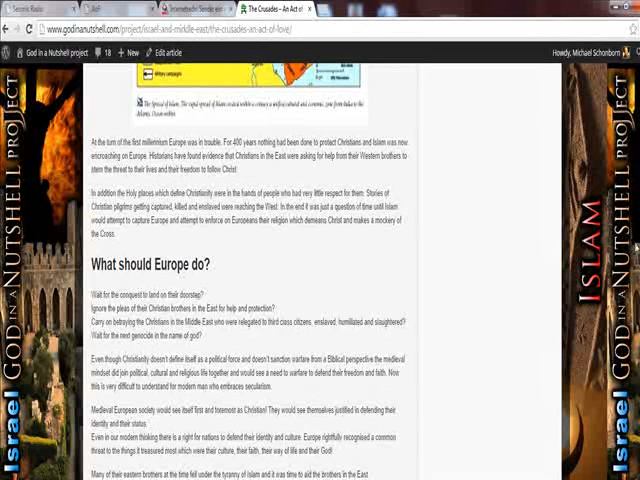 Sermric Radio
AoF
The Crusades – An Act of
www.godinanutshell.com/project/israel-and-mirkile-east/the-crusades-an-act-of-love/
God in a Nutshell project
18
New
Edit article
Howdy, Michael Schonborn
Military campaigns
At the turn of the first millennium Europe was in trouble. For 400 years nothing had been done to protect Christians and Islam was now
encroaching on Europe. Historians have found evidence that Christians in the East were asking for help from their Western brothers to
stem the threat to their lives and their freedom to follow Christ
In addition the Holy places which define Christianity were in the hands of people who had very little respect for them: Stories of
Christian pilgrims getting captured, killed and enslaved were reaching the West. In the end it was just a question of time until Islam
would attempt to capture Europe and attempt to enforce on Europeans their religion which demeans Christ and makes a mockery of
the Cross.
What should Europe do?
Wait for the conquest to land on their doorstep?
Ignore the pleas of their Christian brothers in the East for help and protection?
Carry on betraying the Christians in the Middle-East who were relegated to third class citizens, enslaved, humiliated and slaughtered?
Wait for the next genocide in the name of god?
Even though Christianity doesn't define itself as a political force and doesn't sanction warfare from a Biblical perspective the medieval
mindset did join political, cultural and religious life together and would see a need to warfare to defend their freedom and faith. Now
this is very difficult to understand for modern man who embraces secularism.
Medieval European society would see itself first and foremost as Christian! They would see themselves justified in defending their
identity and their status.
Even in our modern thinking there is a right for nations to defend their identity and culture. Europe rightfully recognised a common
threat to the things it treasured most which were their culture, their faith, their way of life and their God!
Many of their eastern brothers at the time fell under the tyranny of Islam and it was time to aid the brothers in the East
Israel GOD IN A NUTSHELL PROJECT
ISLAM GOD IN A NUTSHELL PROJECT